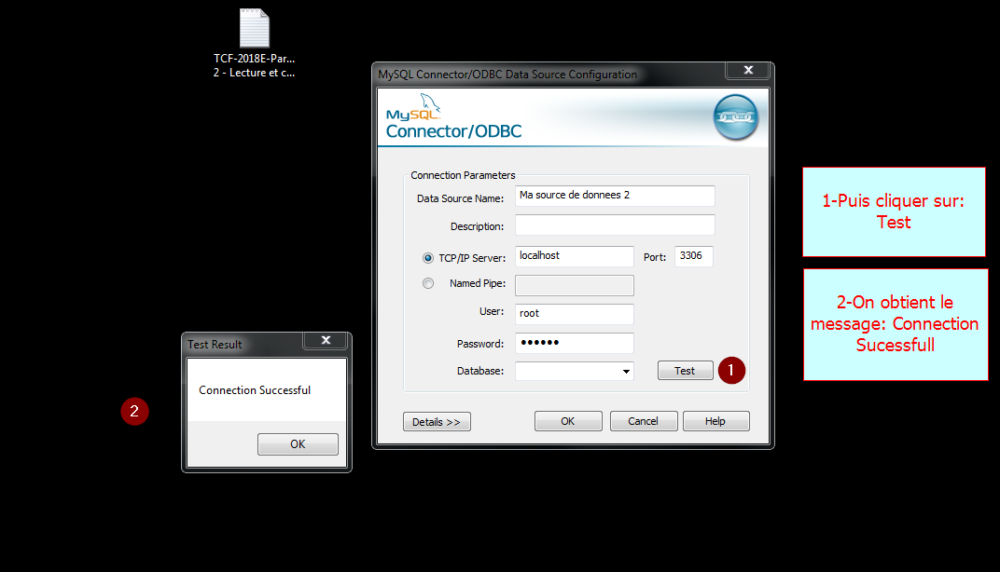 TCF-2018E-Par...
2 - Lecture et c...
MySQL Connector/ODBC Data Source Configuration
MySQL
Connector/ODBC
Connection Parameters
Data Source Name: Ma source de donnees 2
Description:
TCP/IP Server: localhost Port: 3306
Named Pipe:
User: root
Password: ••••••
Database:
Test
1
Details >>
OK
Cancel
Help
1-Puis cliquer sur:
Test
2-On obtient le
message: Connection
Sucessfull
Test Result
Connection Successful
OK
2